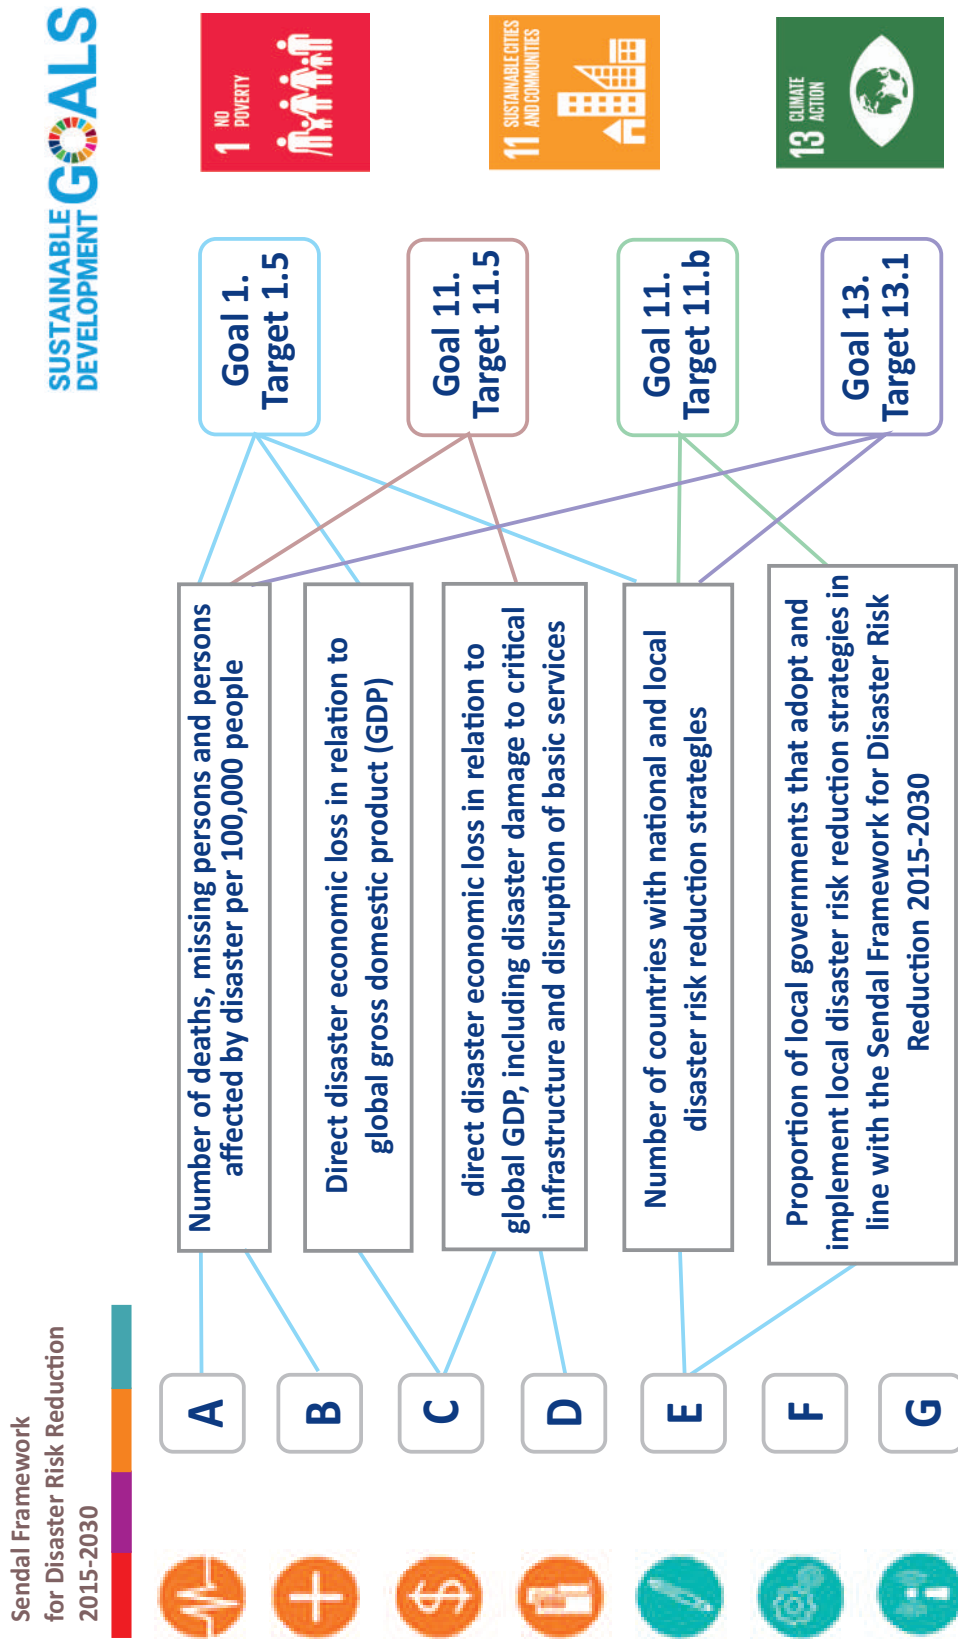 Sendal Framework
for Disaster Risk Reduction
2015-2030
SUSTAINABLE
DEVELOPMENT
GOALS
A
B
C
D
E
F
G
Number of deaths, missing persons and persons
affected by disaster per 100,000 people
Direct disaster economic loss in relation to
global gross domestic product (GDP)
direct disaster economic loss in relation to
global GDP, including disaster damage to critical
infrastructure and disruption of basic services
Number of countries with national and local
disaster risk reduction strategies
Proportion of local governments that adopt and
implement local disaster risk reduction strategies in
line with the Sendal Framework for Disaster Risk
Reduction 2015-2030
Goal 1.
Target 1.5
Goal 11.
Target 11.5
Goal 11.
Target 11.b
Goal 13.
Target 13.1
1 NO
POVERTY
11 SUSTAINABLE CITIES
AND COMMUNITIES
13 CLIMATE
ACTION